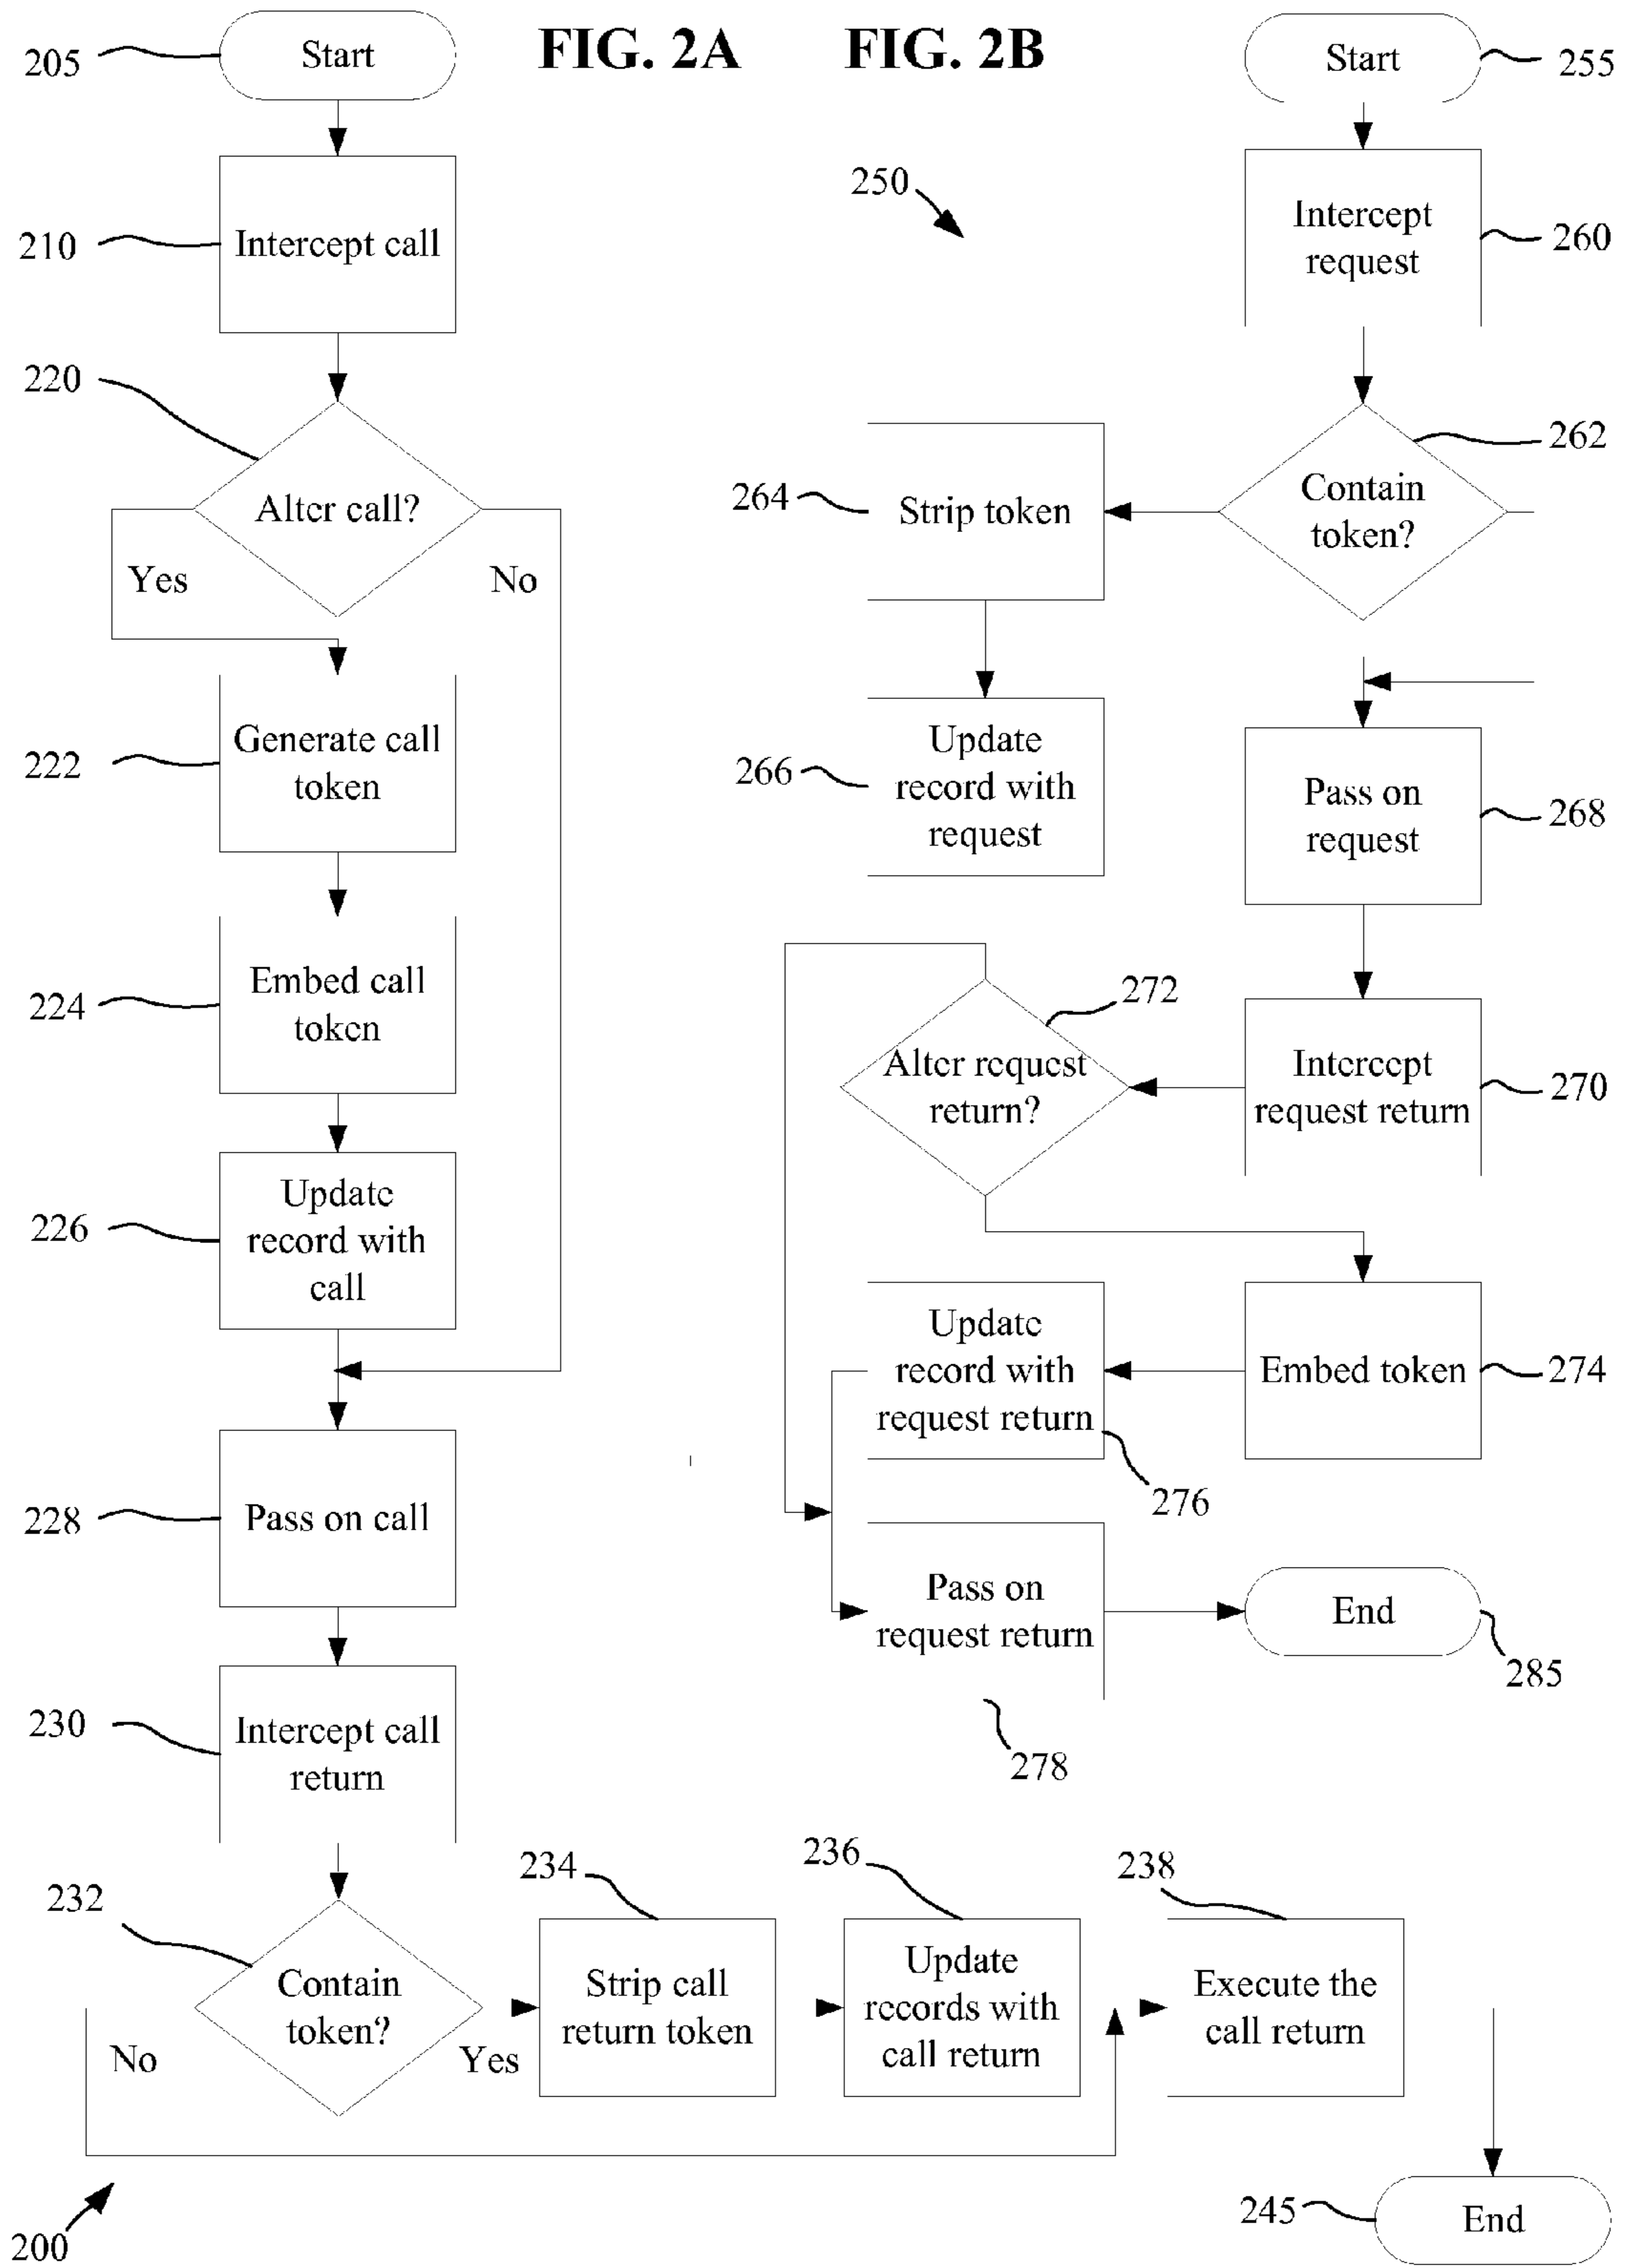 FIG. 2A
205
Start
210
Intercept call
220
Alter call?
Yes
No
222
Generate call
token
224
Embed call
token
226
Update
record with
call
228
Pass on call
230
Intercept call
return
232
Contain
token?
No
Yes
234
Strip call
return token
236
Update
records with
call return
238
Execute the
call return
245
End
200
FIG. 2B
Start
255
250
Intercept
request
260
Contain
token?
262
264
Strip token
266
Update
record with
request
Pass on
request
268
Intercept
request return
270
272
Alter request
return?
Embed token
274
Update
record with
request return
276
Pass on
request return
278
End
285